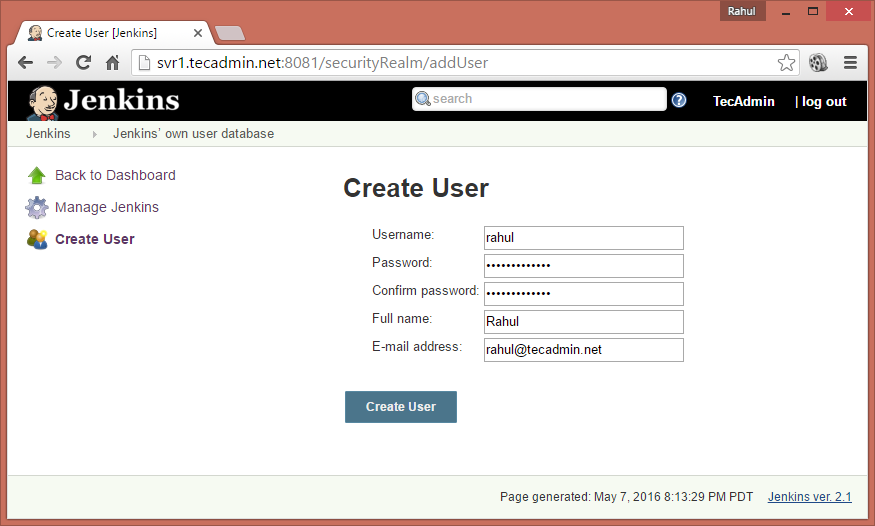 Rahul
Create User [Jenkins]
svr1.tecadmin.net:8081/securityRealm/addUser
Jenkins search ? TecAdmin | log out
Jenkins Jenkins' own user database
Back to Dashboard
Manage Jenkins
Create User
Create User
Username: rahul
Password: •••••••••••••
Confirm password: •••••••••••••
Full name: Rahul
E-mail address: rahul@tecadmin.net
Create User
Page generated: May 7, 2016 8:13:29 PM PDT Jenkins ver. 2.1